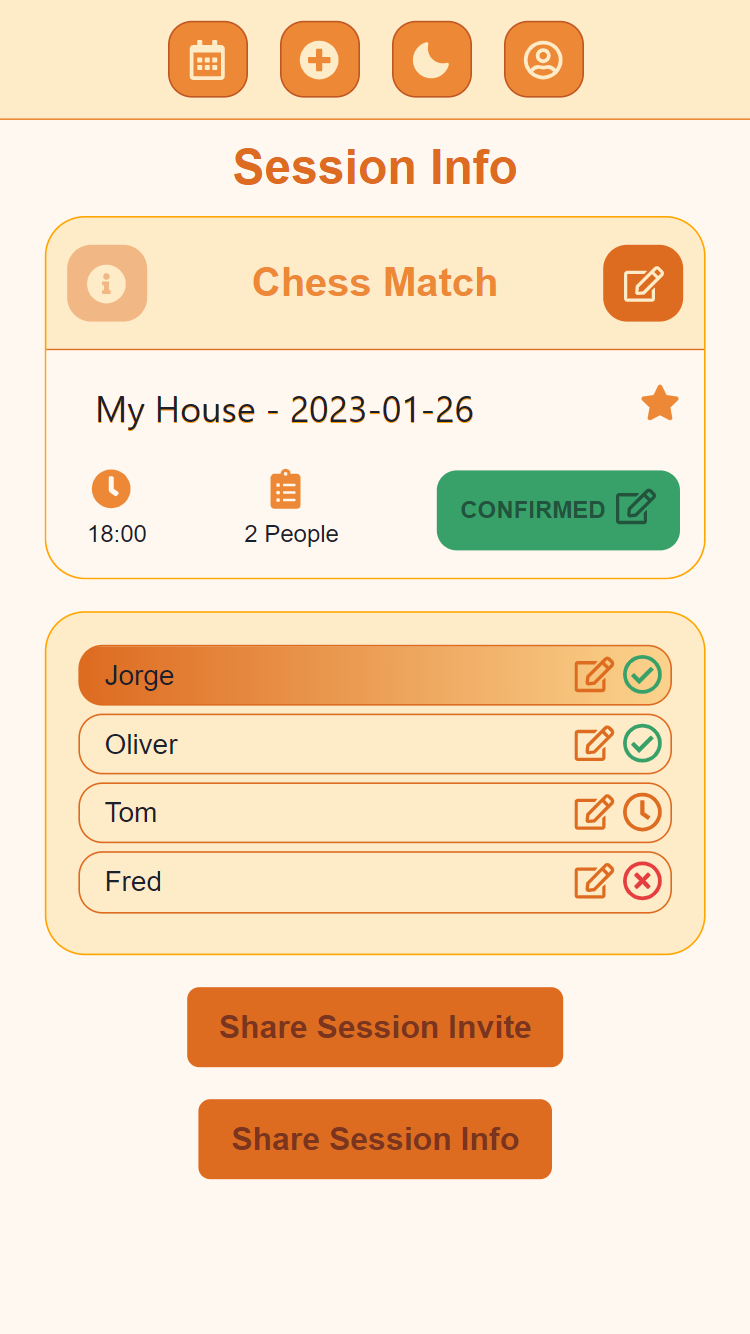 Session Info
Chess Match
My House - 2023-01-26
18:00
2 People
CONFIRMED
Jorge
Oliver
Tom
Fred
Share Session Invite
Share Session Info